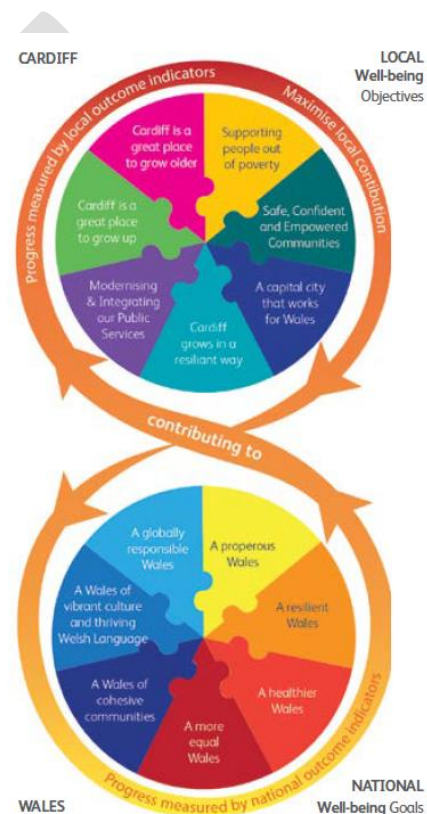 CARDIFF
LOCAL
Well-being
Objectives
Progress measured by local outcome indicators
Maximise local contibution
Cardiff is a
great place
to grow older
Supporting
people out
of poverty
Cardiff is a
great place
to grow up
Safe, Confident
and Empowered
Communities
Modernising
& Integrating
our Public
Services
A capital city
that works
for Wales
Cardiff
grows in a
resiliant way
contributing to
A globally
responsible
Wales
A properous
Wales
A Wales of
vibrant culture
and thriving
Welsh Language
A resilient
Wales
A Wales of
cohesive
communities
A healthier
Wales
A more
equal
Wales
Progress measured by national outcome indicators
WALES
NATIONAL
Well-being Goals